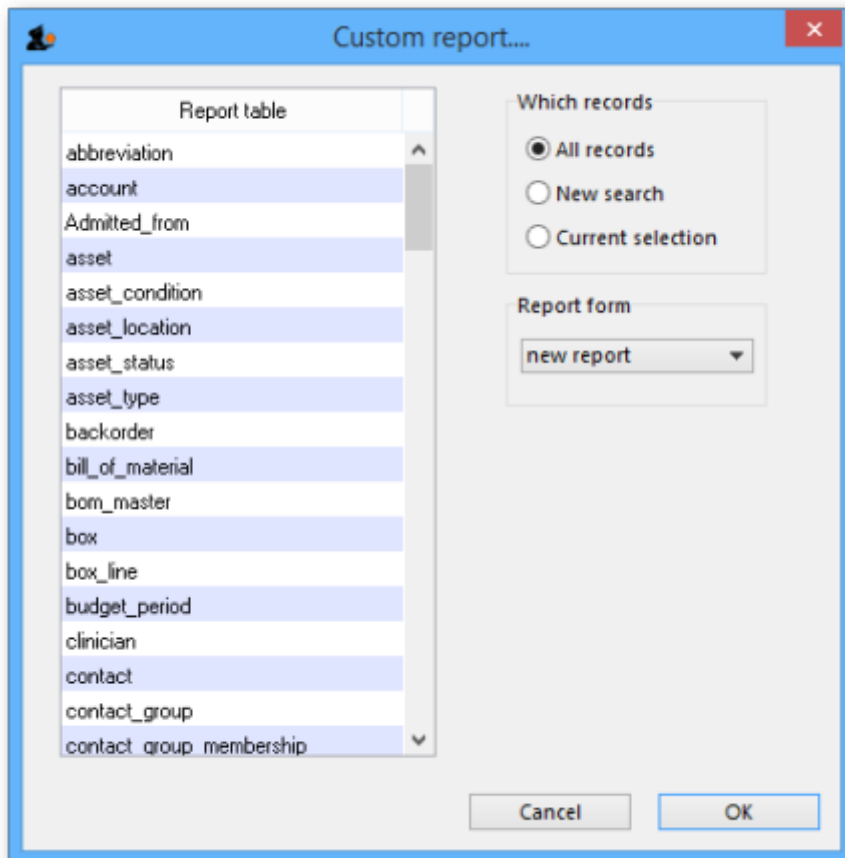 Custom report....
Report table
abbreviation
account
Admitted_from
asset
asset_condition
asset_location
asset_status
asset_type
backorder
bill_of_material
bom_master
box
box_line
budget_period
clinician
contact
contact_group
contact_group_membership
Which records
All records
New search
Current selection
Report form
new report
Cancel
OK